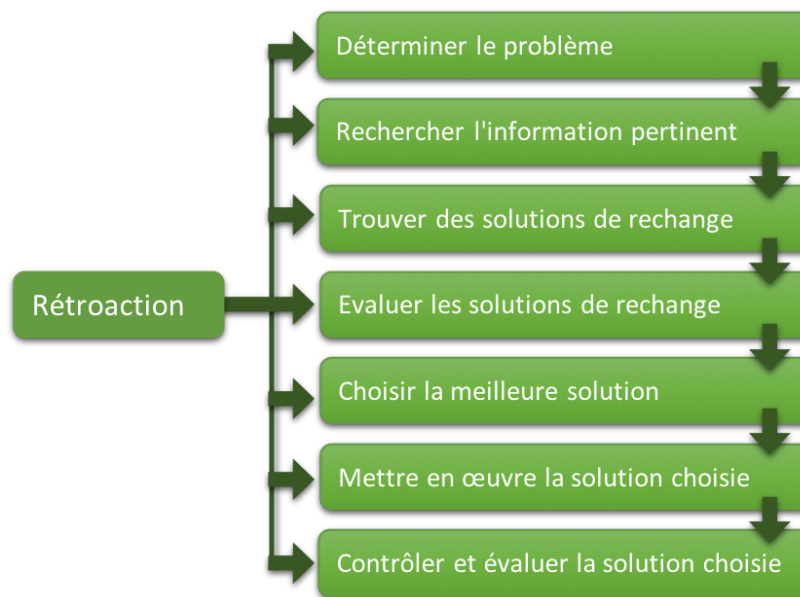 Déterminer le problème
Rechercher l'information pertinent
Trouver des solutions de rechange
Rétroaction
Evaluer les solutions de rechange
Choisir la meilleure solution
Mettre en œuvre la solution choisie
Contrôler et évaluer la solution choisie